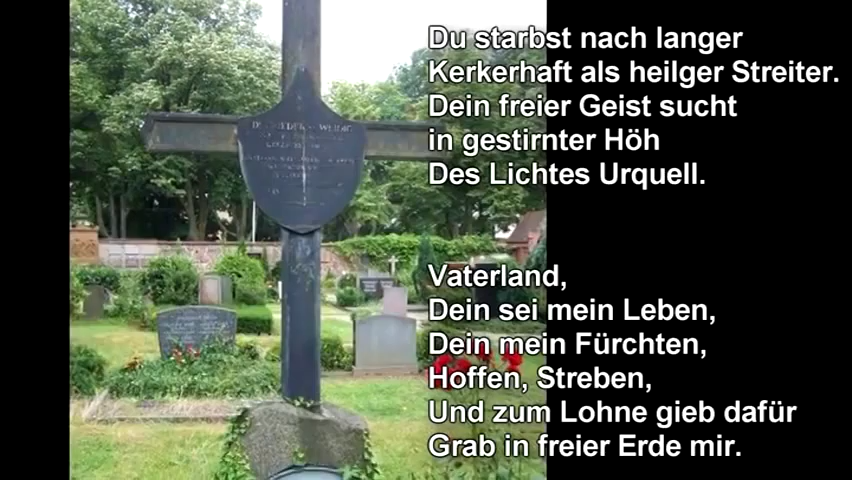 Du starbst nach langer
Kerkerhaft als heilger Streiter.
Dein freier Geist sucht
in gestirnter Höh
Des Lichtes Urquell.
Vaterland,
Dein sei mein Leben,
Dein mein Fürchten,
Hoffen, Streben,
Und zum Lohne gieb dafür
Grab in freier Erde mir.